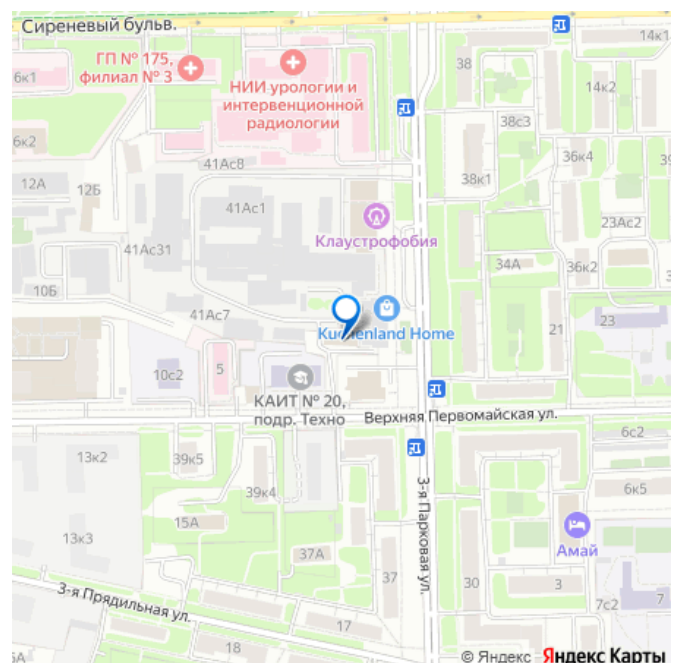 Сиреневый бульв.
14к1
ГП № 175,
филиал № 3
6к1
38
14к2
НИИ урологии и
интервенционной
радиологии
38с3
6к2
41Ас8
36к4
12А
12Б
38к1
41Ас1
Клаустрофобия
23Ас2
41Ас31
34А
36к2
10Б
41Ас7
Kuchenland Home
21
23
10с2
5
КАИТ № 20,
подр. Техно
Верхняя Первомайская ул.
6с2
13к2
39к5
39к4
6к5
3-я Парковая ул.
15А
13к3
Амай
37А
37
30
3
3-я Прядильная ул.
7с2
7
17
18
© Яндекс Яндекс Карты